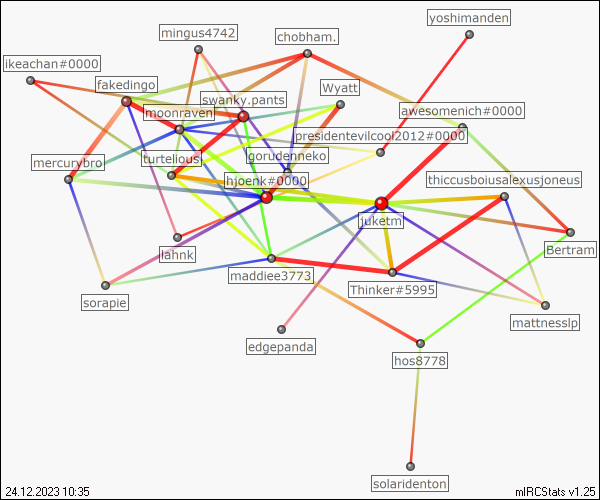 yoshimanden
mingus4742
chobham.
ikeachan#0000
fakedingo
Wyatt
swanky.pants
moonraven
awesomenich#0000
presidentevilcool2012#0000
gorudenneko
turtelious
mercurybro
hjoenk#0000
thiccusboiusalexusjoneus
juketm
lahnk
Bertram
maddiee3773
Thinker#5995
sorapie
mattnesslp
edgepanda
hos8778
solaridenton
24.12.2023 10:35
mIRCStats v1.25